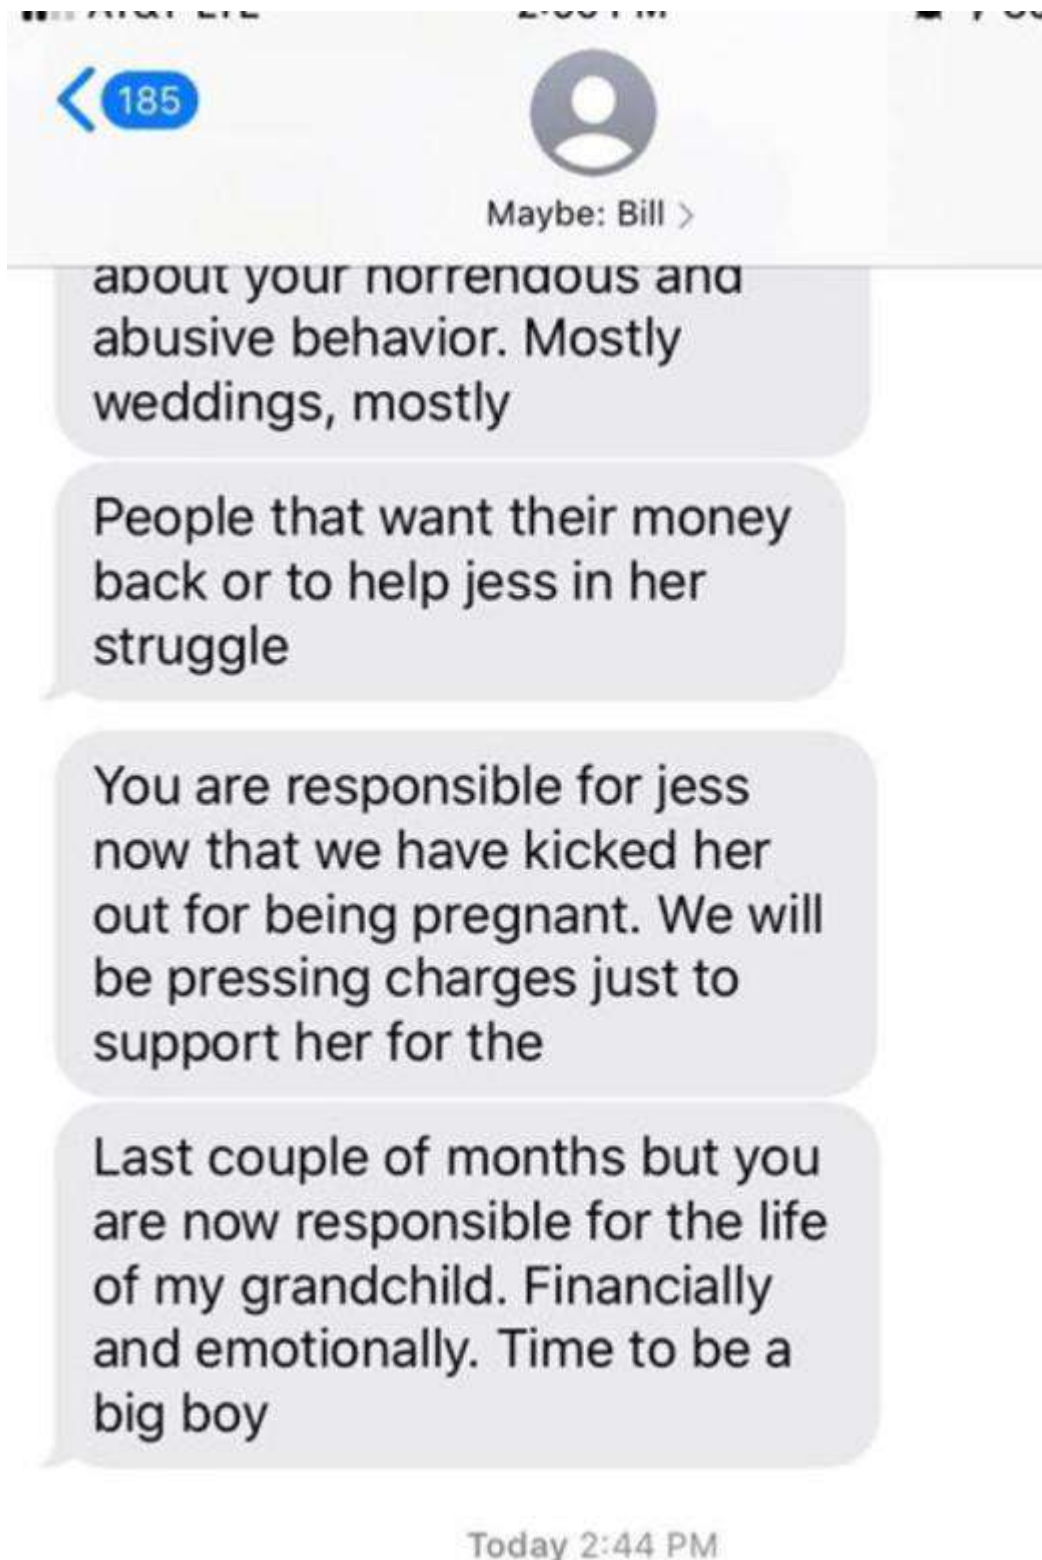 185
Maybe: Bill >
about your horrendous and
abusive behavior. Mostly
weddings, mostly
People that want their money
back or to help jess in her
struggle
You are responsible for jess
now that we have kicked her
out for being pregnant. We will
be pressing charges just to
support her for the
Last couple of months but you
are now responsible for the life
of my grandchild. Financially
and emotionally. Time to be a
big boy
Today 2:44 PM